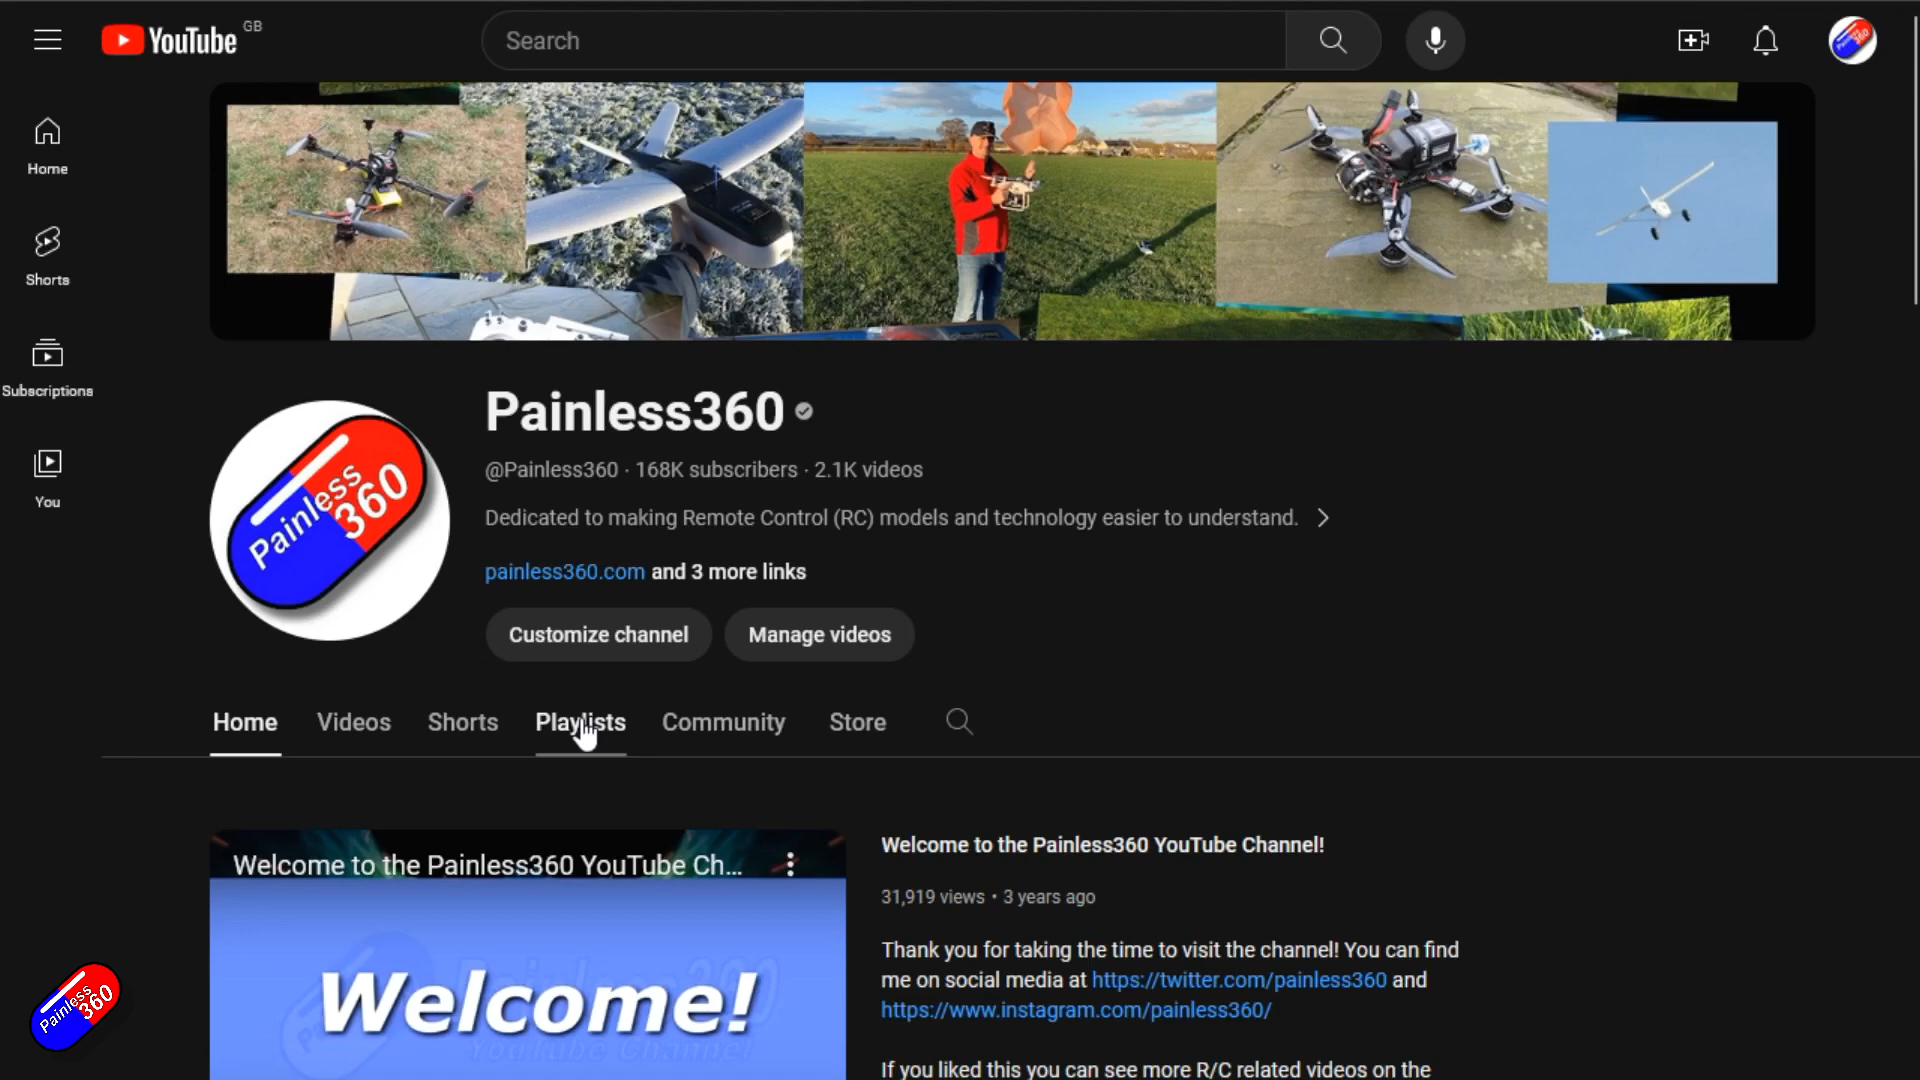 YouTube GB
Search
Home
Shorts
Subscriptions
You
Painless360
Painless 360
@Painless360 · 168K subscribers · 2.1K videos
Dedicated to making Remote Control (RC) models and technology easier to understand.
painless360.com and 3 more links
Customize channel Manage videos
Home Videos Shorts Playlists Community Store
Welcome to the Painless360 YouTube Ch...
Welcome!
YouTube Channel!
Welcome to the Painless360 YouTube Channel!
31,919 views • 3 years ago
Thank you for taking the time to visit the channel! You can find
me on social media at https://twitter.com/painless360 and
https://www.instagram.com/painless360/
If you liked this you can see more R/C related videos on the
Painless 360